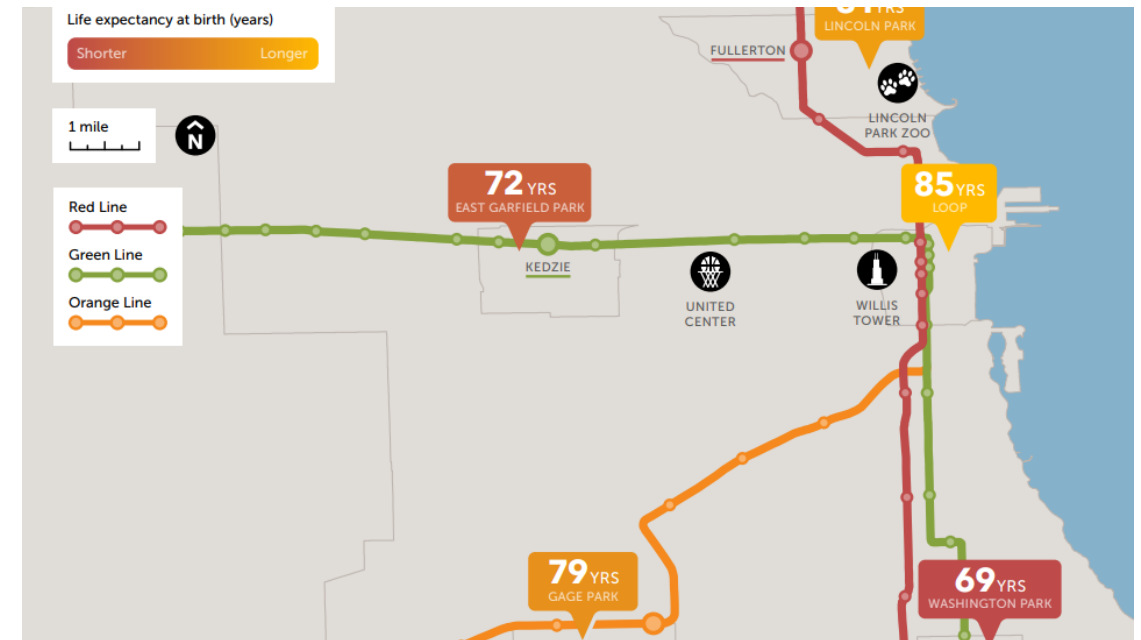 Life expectancy at birth (years)
Shorter Longer
YRS
LINCOLN PARK
FULLERTON
LINCOLN
PARK ZOO
1 mile
N
72 YRS
EAST GARFIELD PARK
85 YRS
LOOP
Red Line
Green Line
Orange Line
KEDZIE
UNITED
CENTER
WILLIS
TOWER
79 YRS
GAGE PARK
69 YRS
WASHINGTON PARK